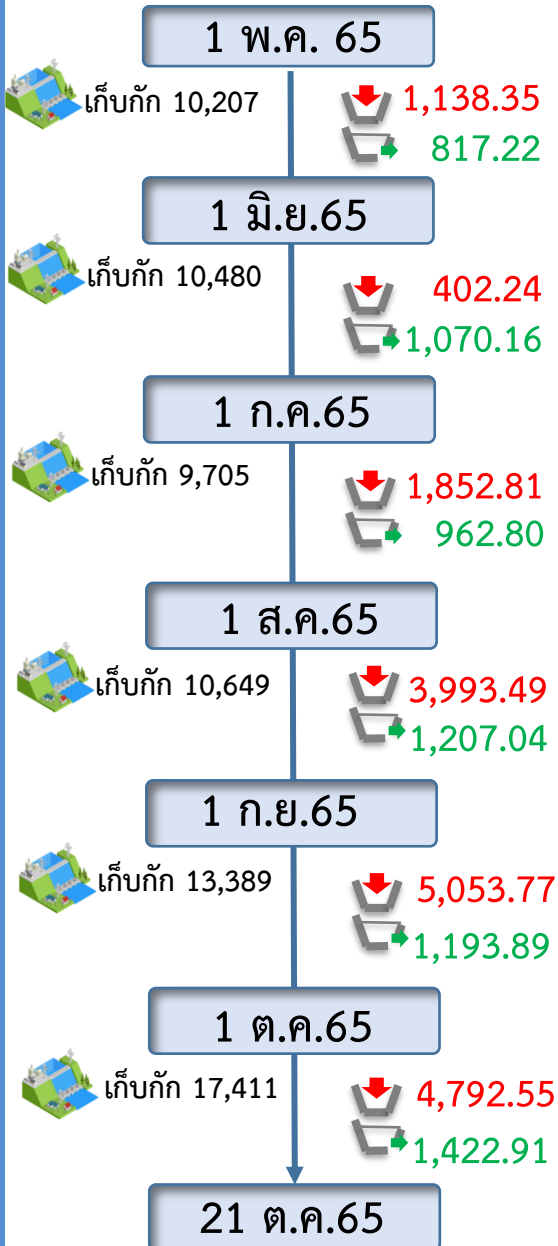 1 พ.ค. 65
เก็บกัก 10,207
1,138.35
817.22
1 มิ.ย.65
เก็บกัก 10,480
402.24
1,070.16
1 ก.ค.65
เก็บกัก 9,705
1,852.81
962.80
1 ส.ค.65
เก็บกัก 10,649
3,993.49
1,207.04
1 ก.ย.65
เก็บกัก 13,389
5,053.77
1,193.89
1 ต.ค.65
เก็บกัก 17,411
4,792.55
1,422.91
21 ต.ค.65